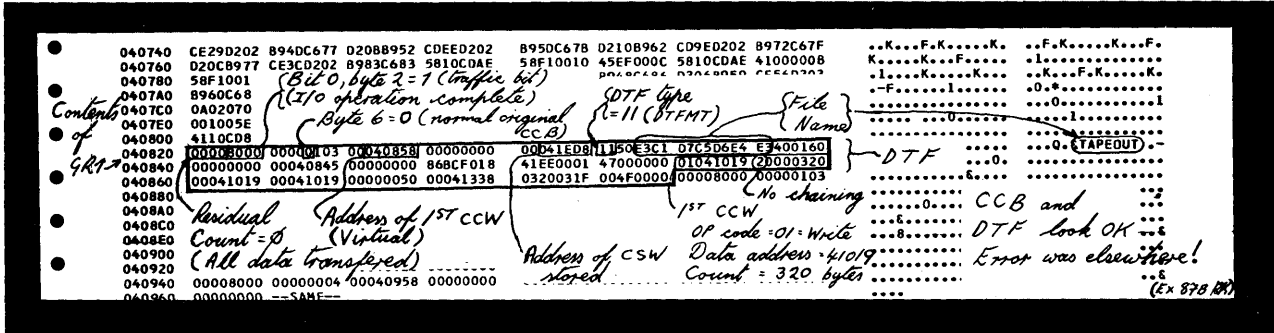 040740 CE29D202 B94DC677 D20BB952 CDEED202 B95DC678 D210B962 CD9ED202 B972C67F ..K...F.K.....K. ..F.K.....K...F.
040760 D20CB977 CE3CD202 B983C683 5810CDAE 58F10010 45EF000C 5810CDAE 41000008
040780 58F1001 (Bit 0, byte 2 = 1 (traffic bit)
0407A0 B960C68 (I/O operation complete)
0407C0 0A02070 Byte 6=0 (normal original CCB)
0407E0 001005E
040800 4110CD8
DTF type = 11 (DTFMT)
File Name
Contents of GR1→
040820 00008000 00000103 00040858 00000000 00041ED8 1150E3C1 D7C5D6E4 E3400160 TAPEOUT
040840 00000000 00040845 00000000 868CF018 41EE0001 47000000 01041019 20000320
040860 00041019 00041019 00000050 00041338 0320031F 004F0000 00008000 00000103
DTF
040880
0408A0
0408C0
0408E0
040900
040920
Residual Count = Ø (All data transfered)
Address of 1ST CCW (Virtual)
Address of CSW stored
1ST CCW
OP code = 01 = Write
Data address = 41019
Count = 320 bytes
No chaining
CCB and
DTF look OK –
Error was elsewhere!
040940 00008000 00000004 00040958 00000000
040960 00000000 --SAME--